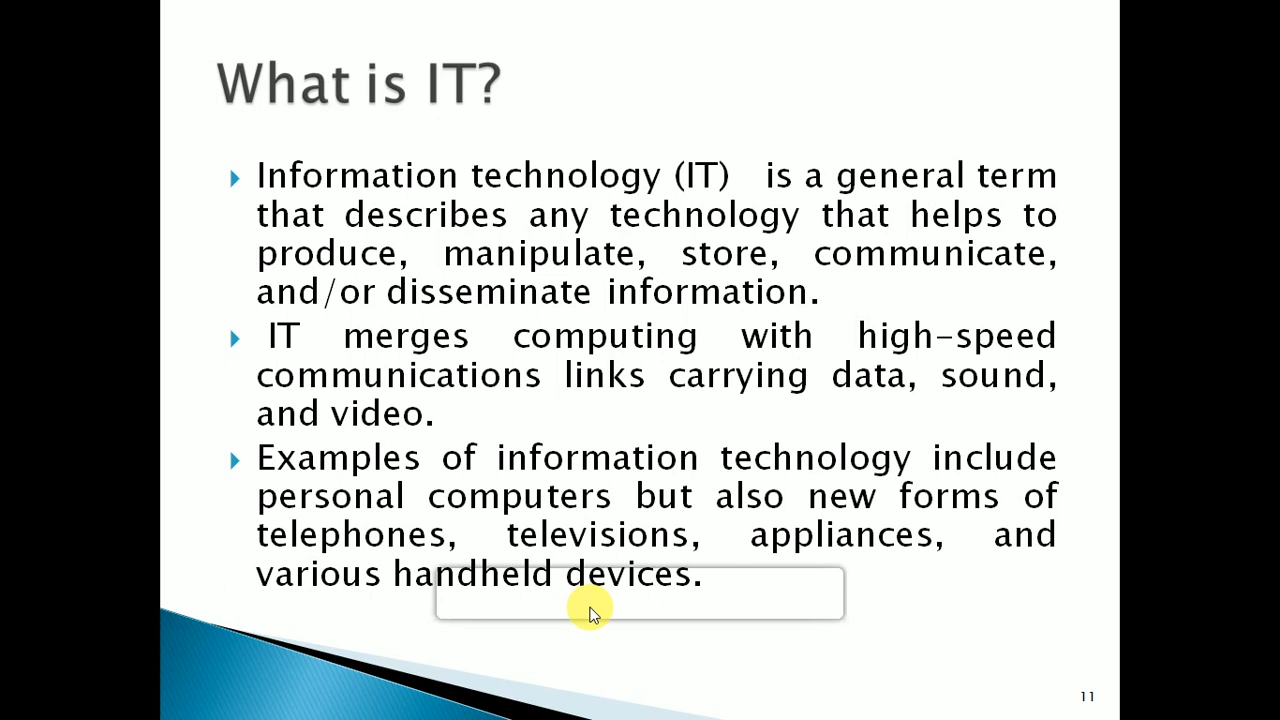 What is IT?
Information technology (IT) is a general term
that describes any technology that helps to
produce, manipulate, store, communicate,
and/or disseminate information.
IT merges computing with high-speed
communications links carrying data, sound,
and video.
Examples of information technology include
personal computers but also new forms of
telephones, televisions, appliances, and
various handheld devices.
11